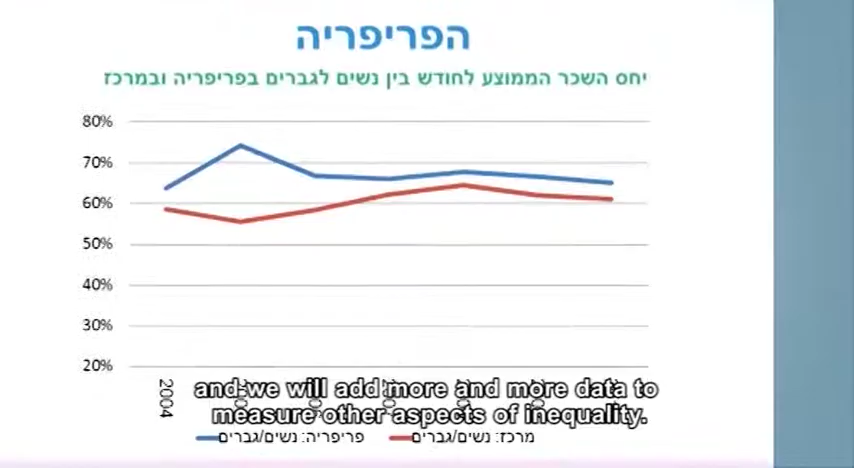 הפריפריה
יחס השכר הממוצע לחודש בין נשים לגברים בפריפריה ובמרכז
80%
70%
60%
50%
40%
30%
20%
2004
and we will add more and more data to
measure other aspects of inequality.
פריפריה: נשים/גברים
מרכז: נשים/גברים